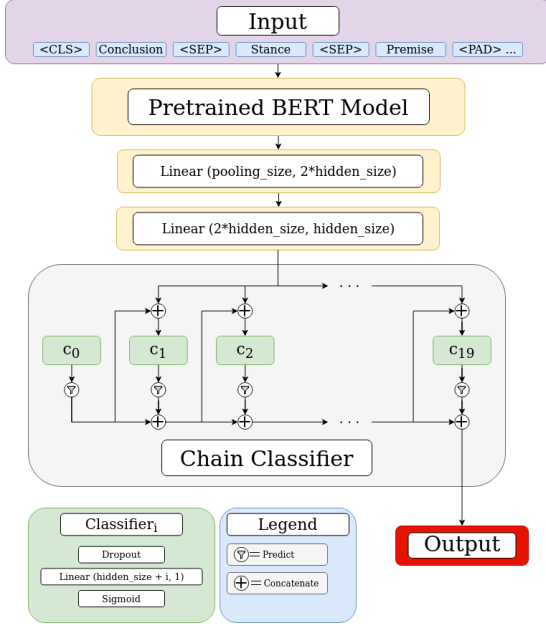 Input
<CLS> Conclusion <SEP> Stance <SEP> Premise <PAD> ...
Pretrained BERT Model
Linear (pooling_size, 2*hidden_size)
Linear (2*hidden_size, hidden_size)
. . .
c0 c1 c2 c19
. . .
Chain Classifier
Classifieri
Dropout
Linear (hidden_size + i, 1)
Sigmoid
Legend
= Predict
= Concatenate
Output